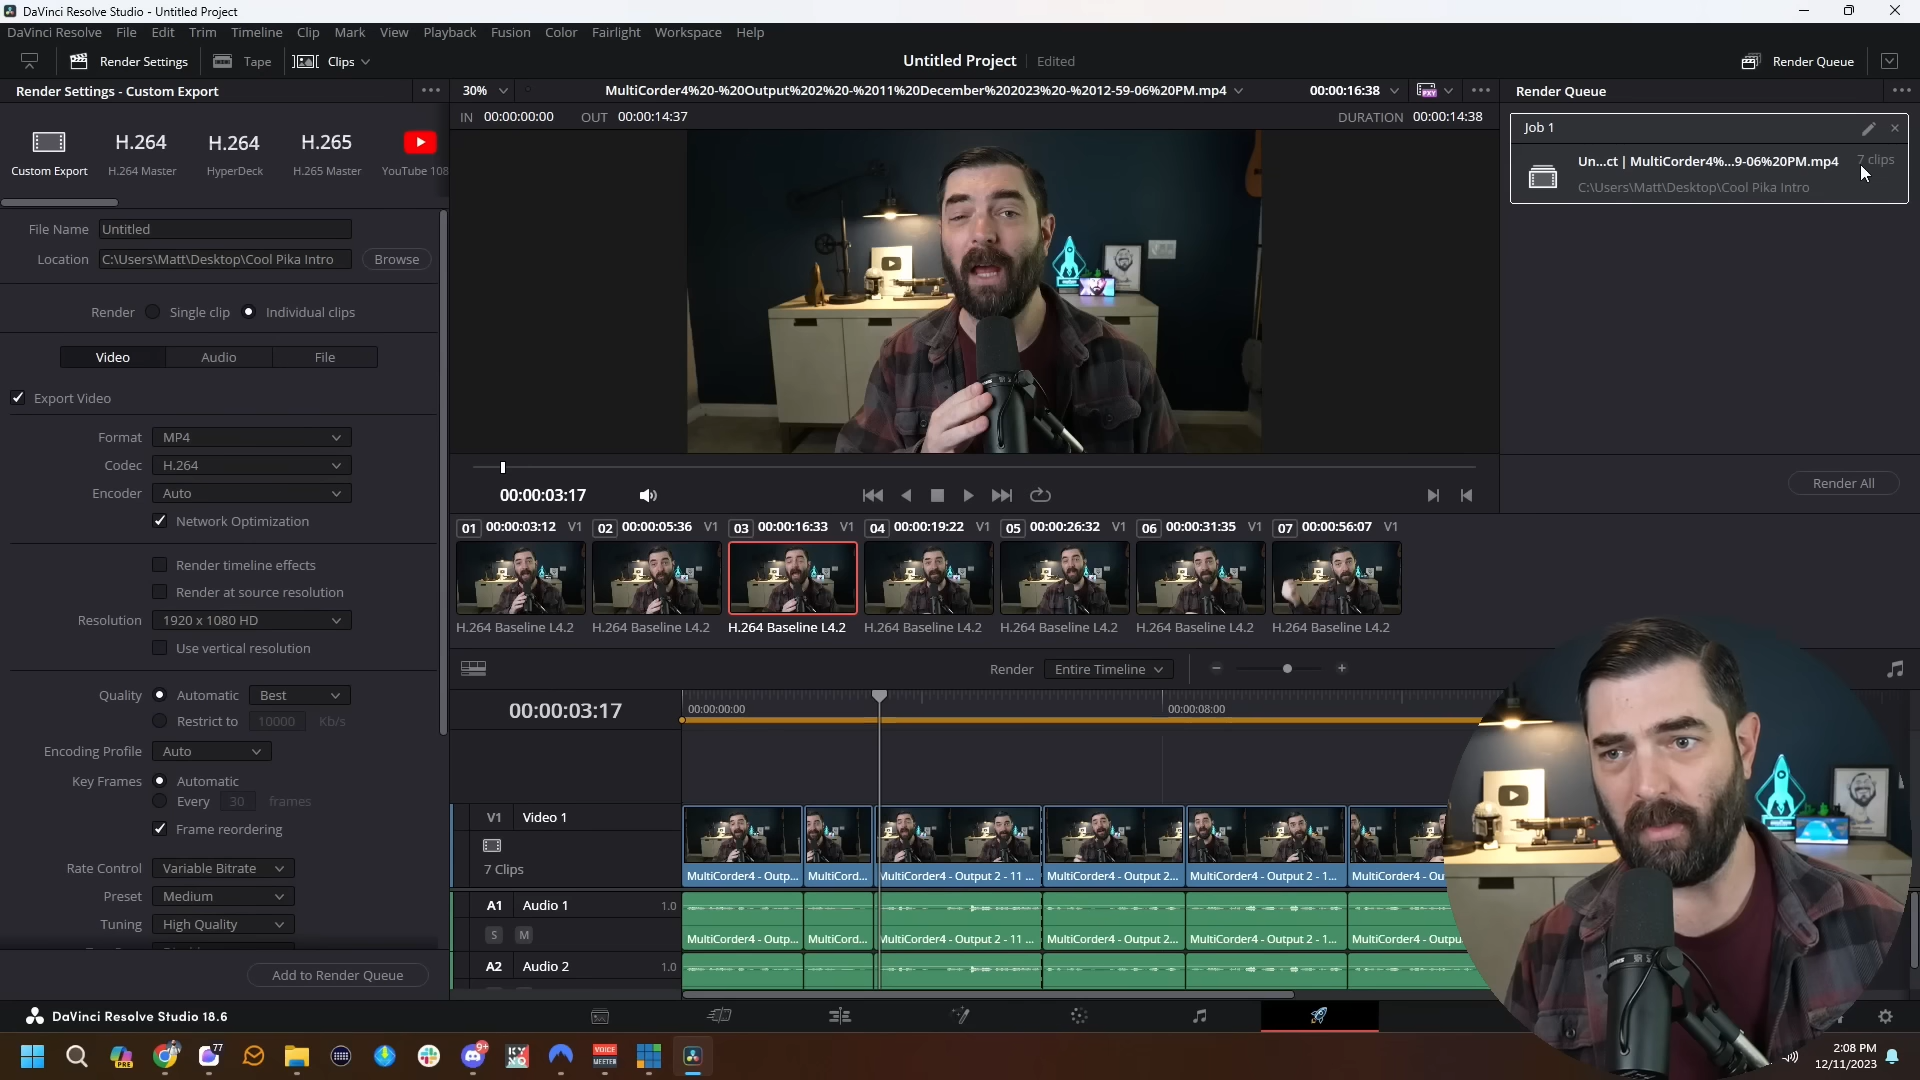 DaVinci Resolve Studio - Untitled Project
DaVinci Resolve File Edit Trim Timeline Clip Mark View Playback Fusion Color Fairlight Workspace Help
Render Settings Tape Clips Untitled Project Edited Render Queue
Render Settings - Custom Export
30% MultiCorder4%20-%20Output%202%20-%2011%20December%202023%20-%2012-59-06%20PM.mp4 00:00:16:38
Render Queue
IN 00:00:00:00 OUT 00:00:14:37 DURATION 00:00:14:38
Custom Export
H.264
H.264 Master
H.264
HyperDeck
H.265
H.265 Master
YouTube 108
Job 1
Un...ct | MultiCorder4%...9-06%20PM.mp4 7 clips
C:\Users\Matt\Desktop\Cool Pika Intro
File Name Untitled
Location C:\Users\Matt\Desktop\Cool Pika Intro Browse
Render Single clip Individual clips
Video Audio File
Export Video
Format MP4
Codec H.264
Encoder Auto
Network Optimization
Render timeline effects
Render at source resolution
Resolution 1920 x 1080 HD
Use vertical resolution
Quality Automatic Best
Restrict to 10000 Kb/s
Encoding Profile Auto
Key Frames Automatic
Every 30 frames
Frame reordering
Rate Control Variable Bitrate
Preset Medium
Tuning High Quality
Add to Render Queue
00:00:03:17
Render All
01 00:00:03:12 V1 02 00:00:05:36 V1 03 00:00:16:33 V1 04 00:00:19:22 V1 05 00:00:26:32 V1 06 00:00:31:35 V1 07 00:00:56:07 V1
H.264 Baseline L4.2 H.264 Baseline L4.2 H.264 Baseline L4.2 H.264 Baseline L4.2 H.264 Baseline L4.2 H.264 Baseline L4.2 H.264 Baseline L4.2
Render Entire Timeline
00:00:03:17 00:00:00:00 00:00:08:00
V1 Video 1
7 Clips
MultiCorder4 - Outp... MultiCord... MultiCorder4 - Output 2 - 11 ... MultiCorder4 - Output 2... MultiCorder4 - Output 2 - 1... MultiCorder4 - Ou
A1 Audio 1 1.0
S M
MultiCorder4 - Outp... MultiCord... MultiCorder4 - Output 2 - 11 ... MultiCorder4 - Output 2... MultiCorder4 - Output 2 - 1... MultiCorder4 - Outpu
A2 Audio 2 1.0
DaVinci Resolve Studio 18.6
PRE
77
9+
VOICE
MEETER
2:08 PM
12/11/2023